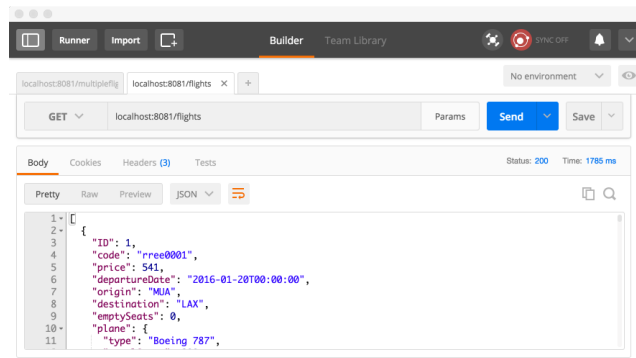 Runner Import Builder Team Library SYNC OFF
localhost:8081/multiplefli localhost:8081/flights × + No environment
GET localhost:8081/flights Params Send Save
Body Cookies Headers (3) Tests Status: 200 Time: 1785 ms
Pretty Raw Preview JSON
1 [
2 {
3 "ID": 1,
4 "code": "rree0001",
5 "price": 541,
6 "departureDate": "2016-01-20T00:00:00",
7 "origin": "MUA",
8 "destination": "LAX",
9 "emptySeats": 0,
10 "plane": {
11 "type": "Boeing 787",